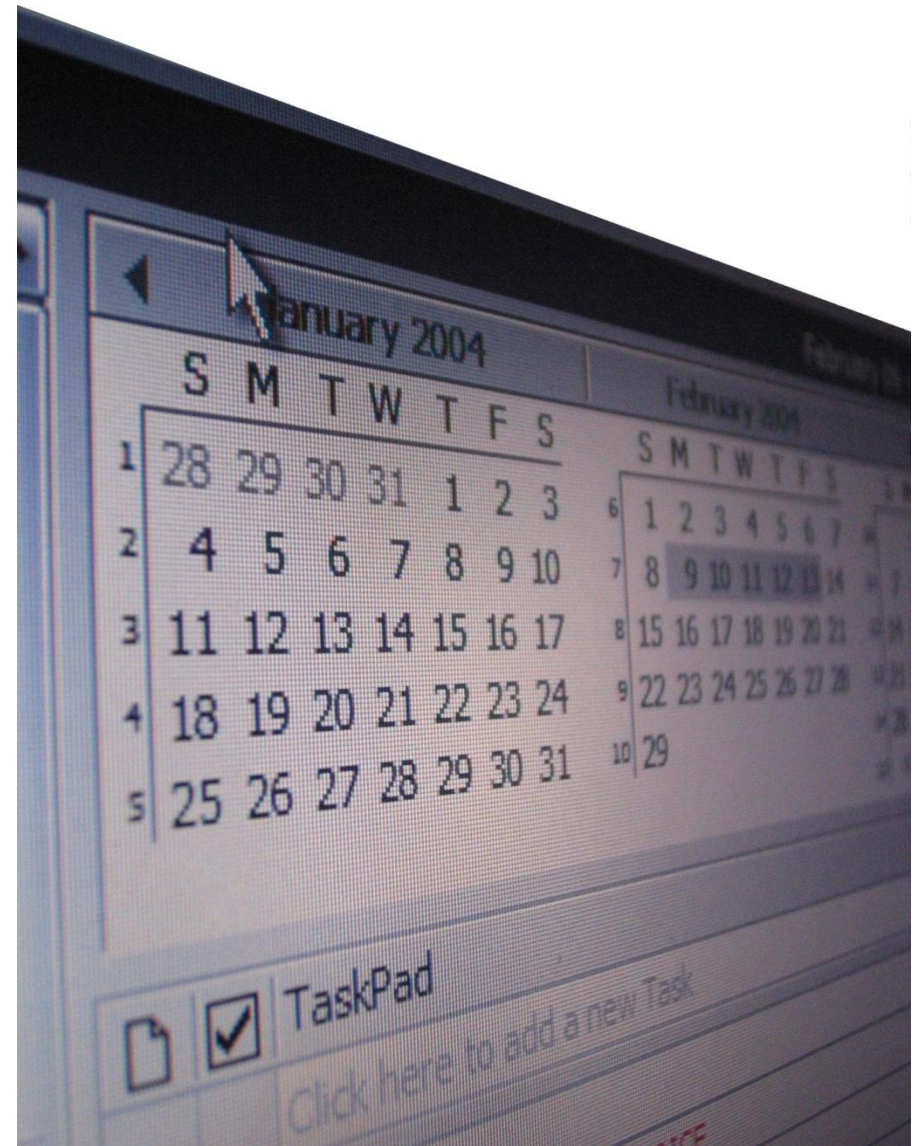 January 2004
S M T W T F S
1 28 29 30 31 1 2 3
2 4 5 6 7 8 9 10
3 11 12 13 14 15 16 17
4 18 19 20 21 22 23 24
5 25 26 27 28 29 30 31
February 2004
S M T W T F S
6 1 2 3 4 5 6 7
7 8 9 10 11 12 13 14
8 15 16 17 18 19 20 21
9 22 23 24 25 26 27 28
10 29
TaskPad
Click here to add a new Task